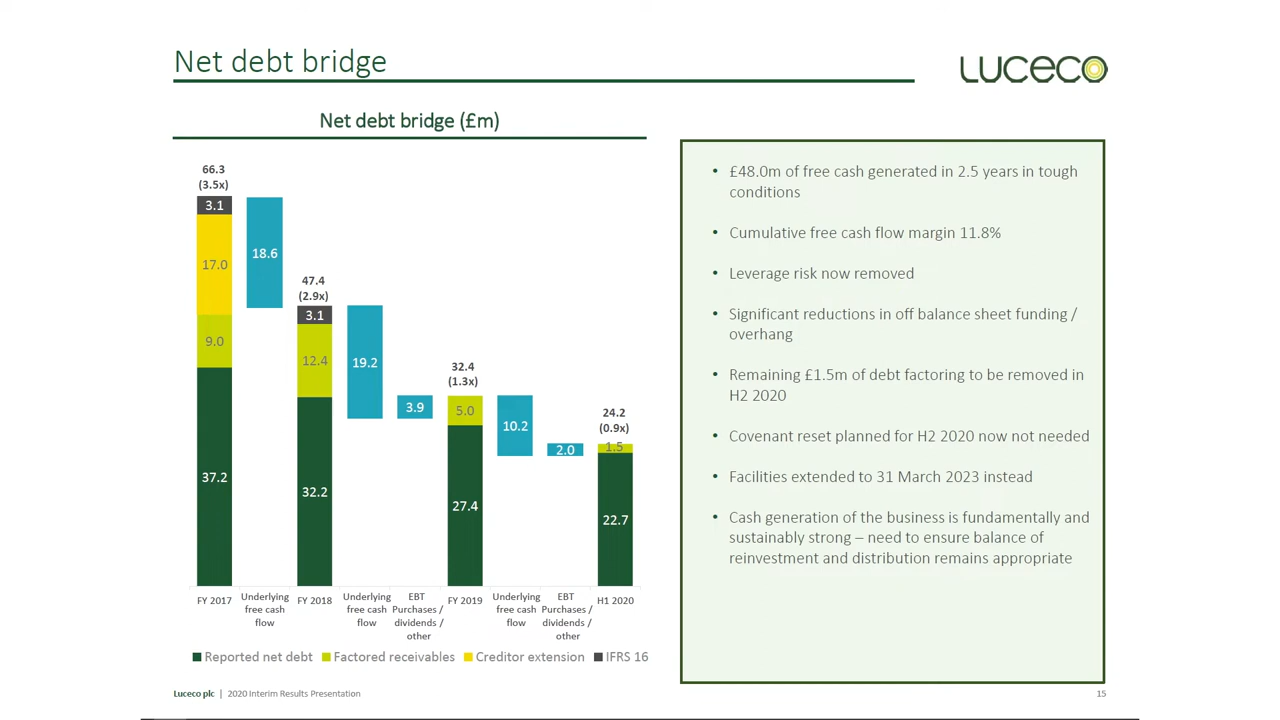 Net debt bridge
LUCECO
Net debt bridge (£m)
66.3
(3.5x)
3.1
17.0
9.0
37.2
18.6
47.4
(2.9x)
3.1
12.4
32.2
19.2
3.9
32.4
(1.3x)
5.0
27.4
10.2
2.0
24.2
(0.9x)
1.5
22.7
FY 2017
Underlying
free cash
flow
FY 2018
Underlying
free cash
flow
EBT
Purchases /
dividends /
other
FY 2019
Underlying
free cash
flow
EBT
Purchases /
dividends /
other
H1 2020
Reported net debt
Factored receivables
Creditor extension
IFRS 16
• £48.0m of free cash generated in 2.5 years in tough
conditions
• Cumulative free cash flow margin 11.8%
• Leverage risk now removed
• Significant reductions in off balance sheet funding /
overhang
• Remaining £1.5m of debt factoring to be removed in
H2 2020
• Covenant reset planned for H2 2020 now not needed
• Facilities extended to 31 March 2023 instead
• Cash generation of the business is fundamentally and
sustainably strong – need to ensure balance of
reinvestment and distribution remains appropriate
Luceco plc | 2020 Interim Results Presentation
15